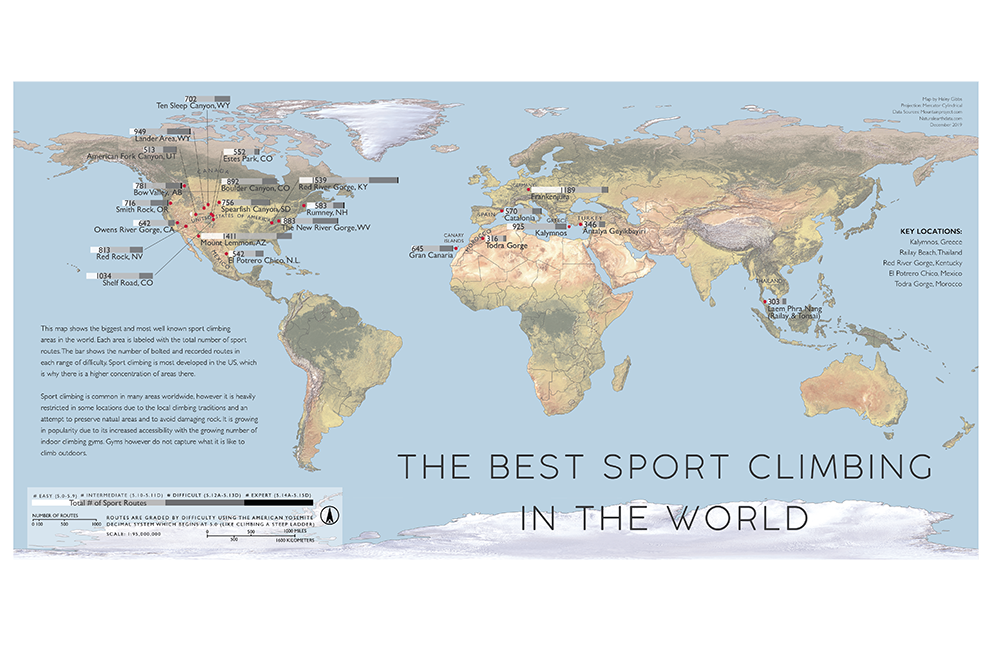 702
Ten Sleep Canyon, WY
949
Lander Area, WY
513
American Fork Canyon, UT
552
Estes Park, CO
CANADA
781
Bow Valley, AB
892
Boulder Canyon, CO
1539
Red River Gorge, KY
716
Smith Rock, OR
756
Spearfish Canyon, SD
583
Rumney, NH
UNITED STATES OF AMERICA
642
Owens River Gorge, CA
883
The New River Gorge, WV
1411
Mount Lemmon, AZ
813
Red Rock, NV
MEXICO
542
El Potrero Chico, N.L.
1034
Shelf Road, CO
GERMANY
1189
Frankenjura
SPAIN
570
Catalonia
925
GREECE
Kalymnos
TURKEY
346
Antalya Geyikbayiri
CANARY
ISLANDS
645
Gran Canaria
MOROCCO
316
Todra Gorge
THAILAND
303
Laem Phra Nang
(Railay & Tonsai)
Map by Haley Gibbs
Projection: Mercator Cylindrical
Data Sources: Mountainproject.com
Naturalearthdata.com
December 2019
KEY LOCATIONS:
Kalymnos, Greece
Railay Beach, Thailand
Red River Gorge, Kentucky
El Potrero Chico, Mexico
Todra Gorge, Morocco
This map shows the biggest and most well known sport climbing
areas in the world. Each area is labeled with the total number of sport
routes. The bar shows the number of bolted and recorded routes in
each range of difficulty. Sport climbing is most developed in the US, which
is why there is a higher concentration of areas there.
Sport climbing is common in many areas worldwide, however it is heavily
restricted in some locations due to the local climbing traditions and an
attempt to preserve natual areas and to avoid damaging rock. It is growing
in popularity due to its increased accessibility with the growing number of
indoor climbing gyms. Gyms however do not capture what it is like to
climb outdoors.
THE BEST SPORT CLIMBING
IN THE WORLD
# EASY (5.0-5.9) # INTERMEDIATE (5.10-5.11D) # DIFFICULT (5.12A-5.13D) # EXPERT (5.14A-5.15D)
Total # of Sport Routes
NUMBER OF ROUTES
0 100 500 1000
ROUTES ARE GRADED BY DIFFICULTY USING THE AMERICAN YOSEMITE
DECIMAL SYSTEM WHICH BEGINS AT 5.0 (LIKE CLIMBING A STEEP LADDER)
SCALE: 1:95,000,000
0 500 1000 MILES
500 1600 KILOMETERS